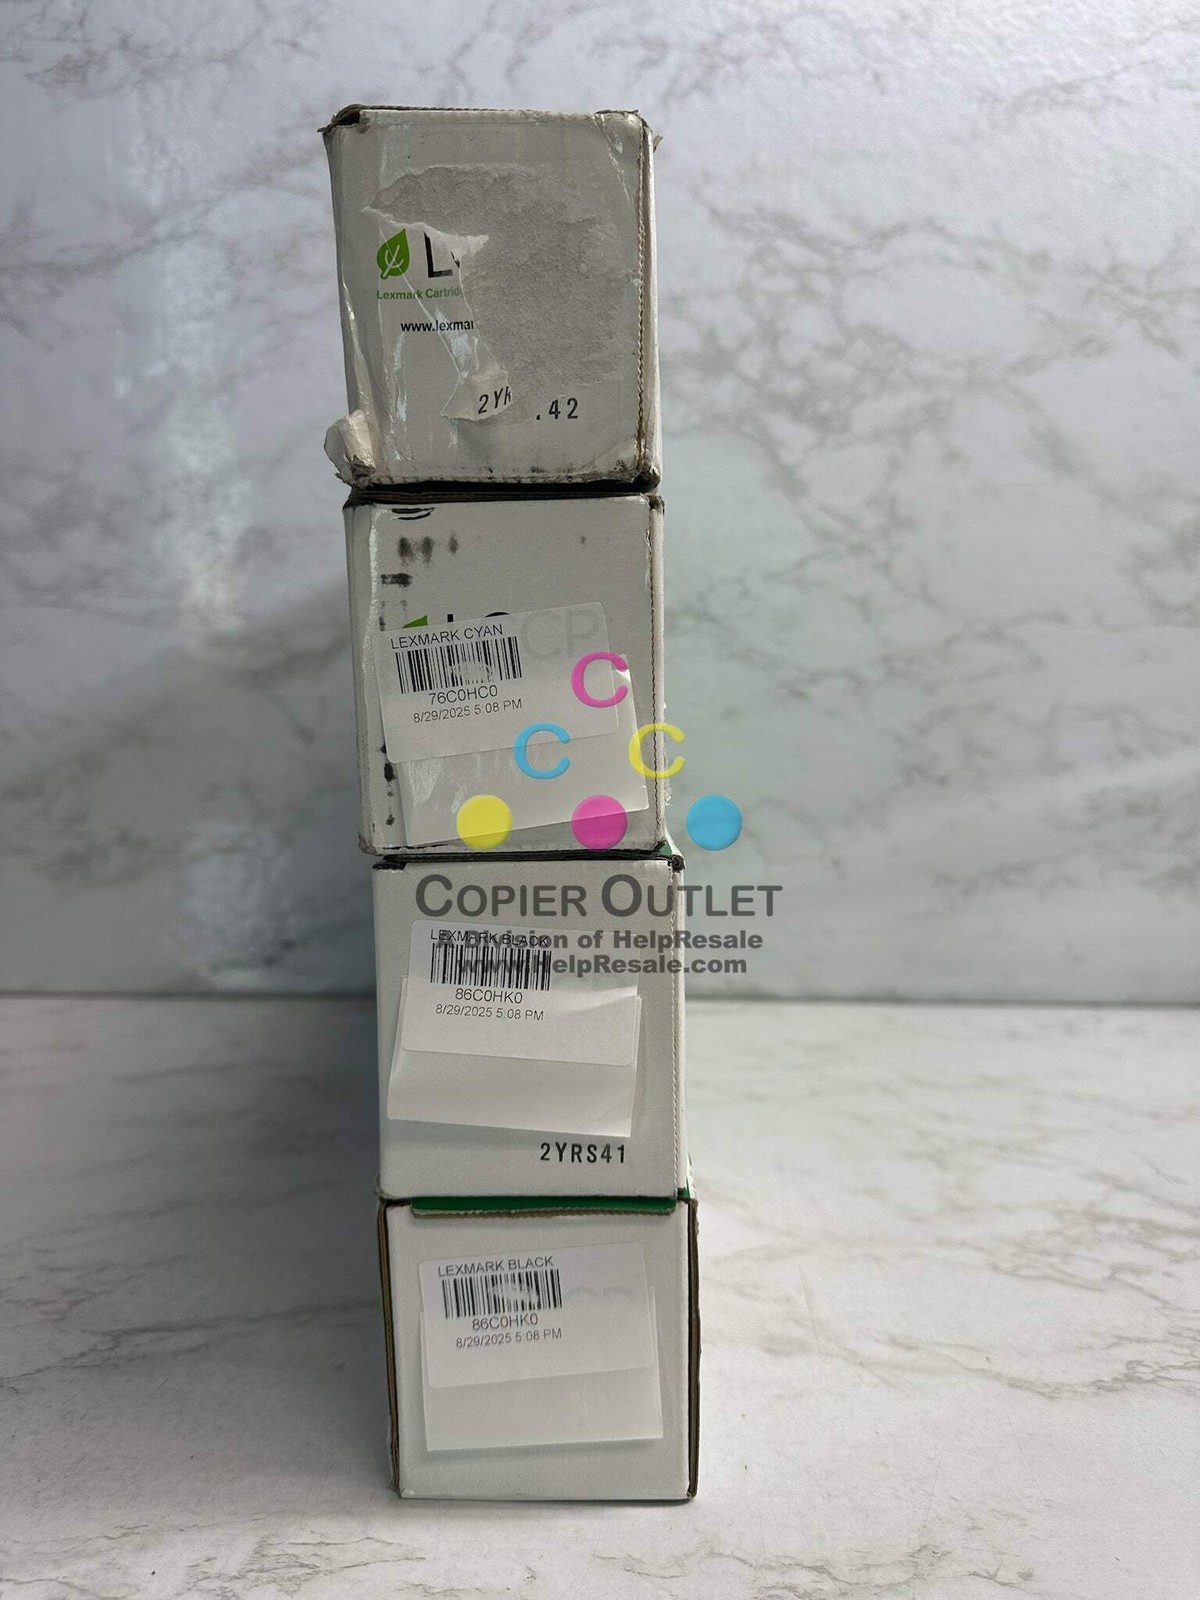 Lexmark Cartrid
www.lexmar
2YR .42
LEXMARK CYAN
76C0HC0
8/29/2025 5:08 PM
C
C C
COPIER OUTLET
A Division of HelpResale
www.HelpResale.com
LEXMARK BLACK
86C0HK0
8/29/2025 5:08 PM
2YRS41
LEXMARK BLACK
86C0HK0
8/29/2025 5:08 PM